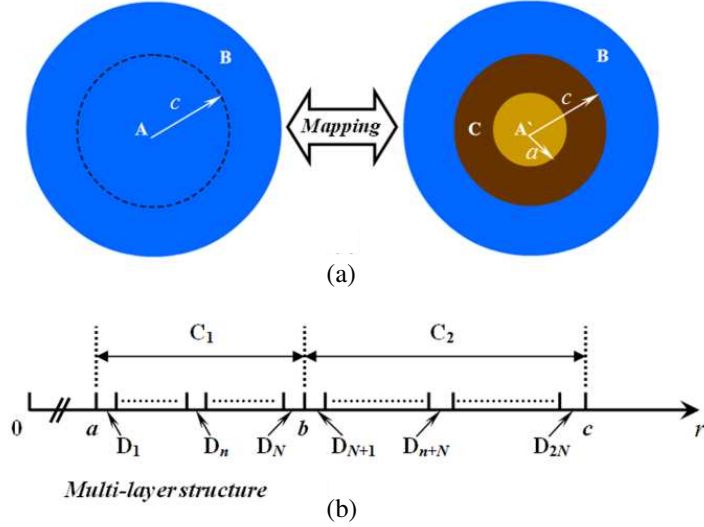 B B
c c
A Mapping C A` a
(a)
C1 C2
0 a D1 Dn DN b DN+1 Dn+N D2N c r
Multi-layer structure
(b)